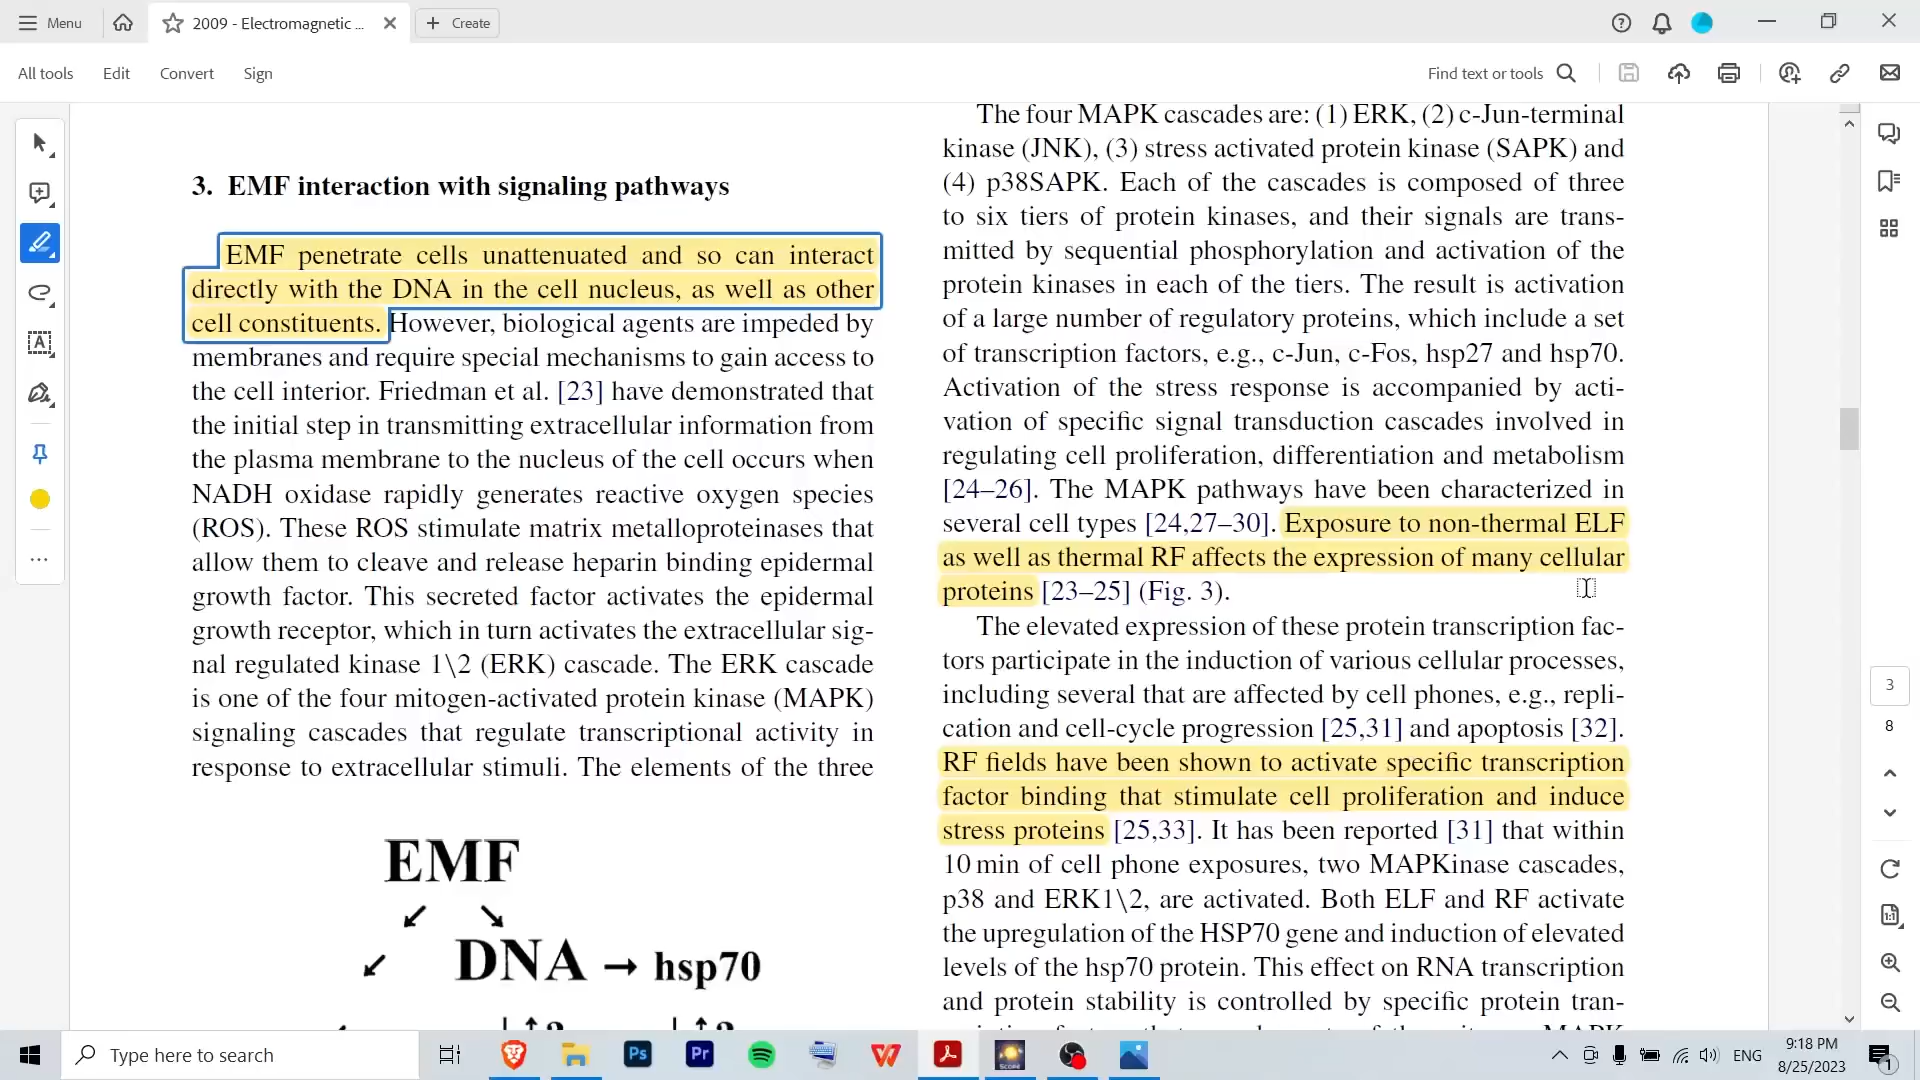 Menu
2009 - Electromagnetic ...
Create
All tools
Edit
Convert
Sign
Find text or tools
3. EMF interaction with signaling pathways
EMF penetrate cells unattenuated and so can interact
directly with the DNA in the cell nucleus, as well as other
cell constituents. However, biological agents are impeded by
membranes and require special mechanisms to gain access to
the cell interior. Friedman et al. [23] have demonstrated that
the initial step in transmitting extracellular information from
the plasma membrane to the nucleus of the cell occurs when
NADH oxidase rapidly generates reactive oxygen species
(ROS). These ROS stimulate matrix metalloproteinases that
allow them to cleave and release heparin binding epidermal
growth factor. This secreted factor activates the epidermal
growth receptor, which in turn activates the extracellular sig-
nal regulated kinase 1\2 (ERK) cascade. The ERK cascade
is one of the four mitogen-activated protein kinase (MAPK)
signaling cascades that regulate transcriptional activity in
response to extracellular stimuli. The elements of the three
EMF
DNA → hsp70
The four MAPK cascades are: (1) ERK, (2) c-Jun-terminal
kinase (JNK), (3) stress activated protein kinase (SAPK) and
(4) p38SAPK. Each of the cascades is composed of three
to six tiers of protein kinases, and their signals are trans-
mitted by sequential phosphorylation and activation of the
protein kinases in each of the tiers. The result is activation
of a large number of regulatory proteins, which include a set
of transcription factors, e.g., c-Jun, c-Fos, hsp27 and hsp70.
Activation of the stress response is accompanied by acti-
vation of specific signal transduction cascades involved in
regulating cell proliferation, differentiation and metabolism
[24–26]. The MAPK pathways have been characterized in
several cell types [24,27–30]. Exposure to non-thermal ELF
as well as thermal RF affects the expression of many cellular
proteins [23–25] (Fig. 3).
The elevated expression of these protein transcription fac-
tors participate in the induction of various cellular processes,
including several that are affected by cell phones, e.g., repli-
cation and cell-cycle progression [25,31] and apoptosis [32].
RF fields have been shown to activate specific transcription
factor binding that stimulate cell proliferation and induce
stress proteins [25,33]. It has been reported [31] that within
10 min of cell phone exposures, two MAPKinase cascades,
p38 and ERK1\2, are activated. Both ELF and RF activate
the upregulation of the HSP70 gene and induction of elevated
levels of the hsp70 protein. This effect on RNA transcription
and protein stability is controlled by specific protein tran-
3
8
Type here to search
Ps
Pr
W
SCOPE
ENG
9:18 PM
8/25/2023
1